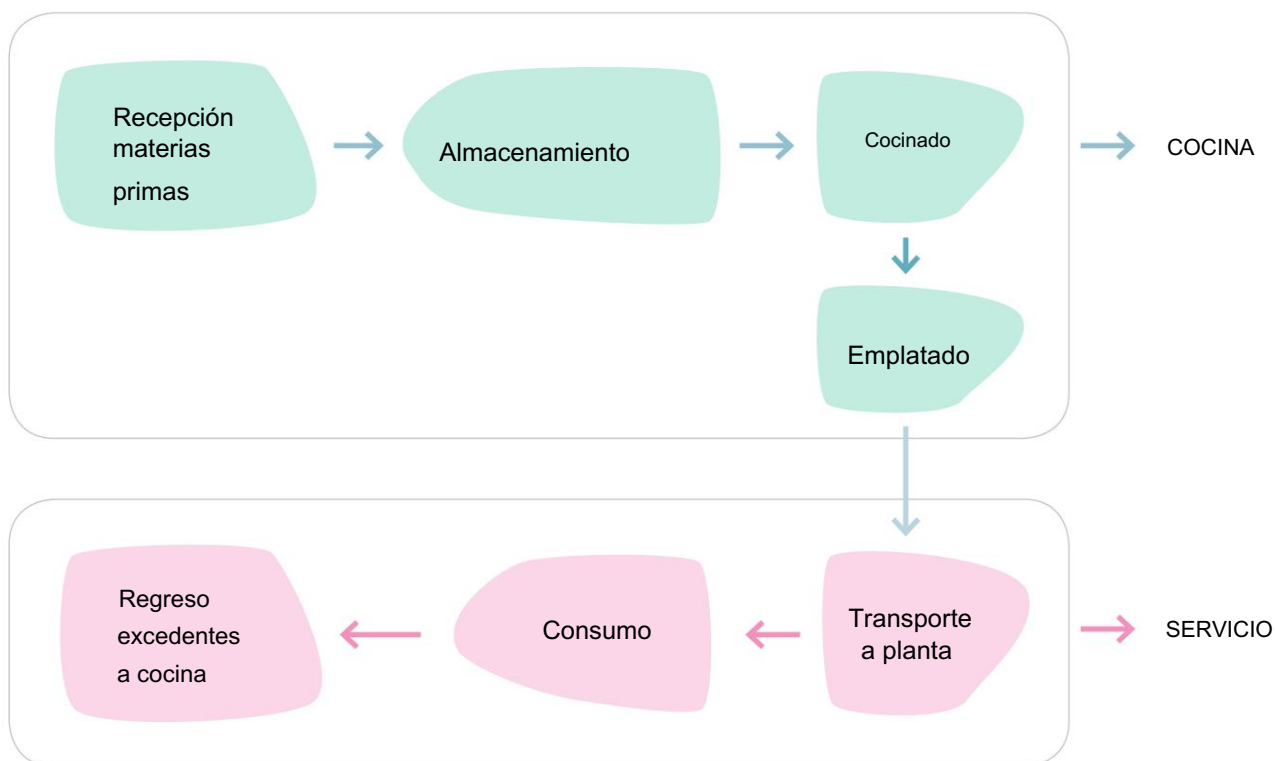 Recepción
materias
primas
Almacenamiento
Cocinado
COCINA
Emplatado
Regreso
excedentes
a cocina
Consumo
Transporte
a planta
SERVICIO